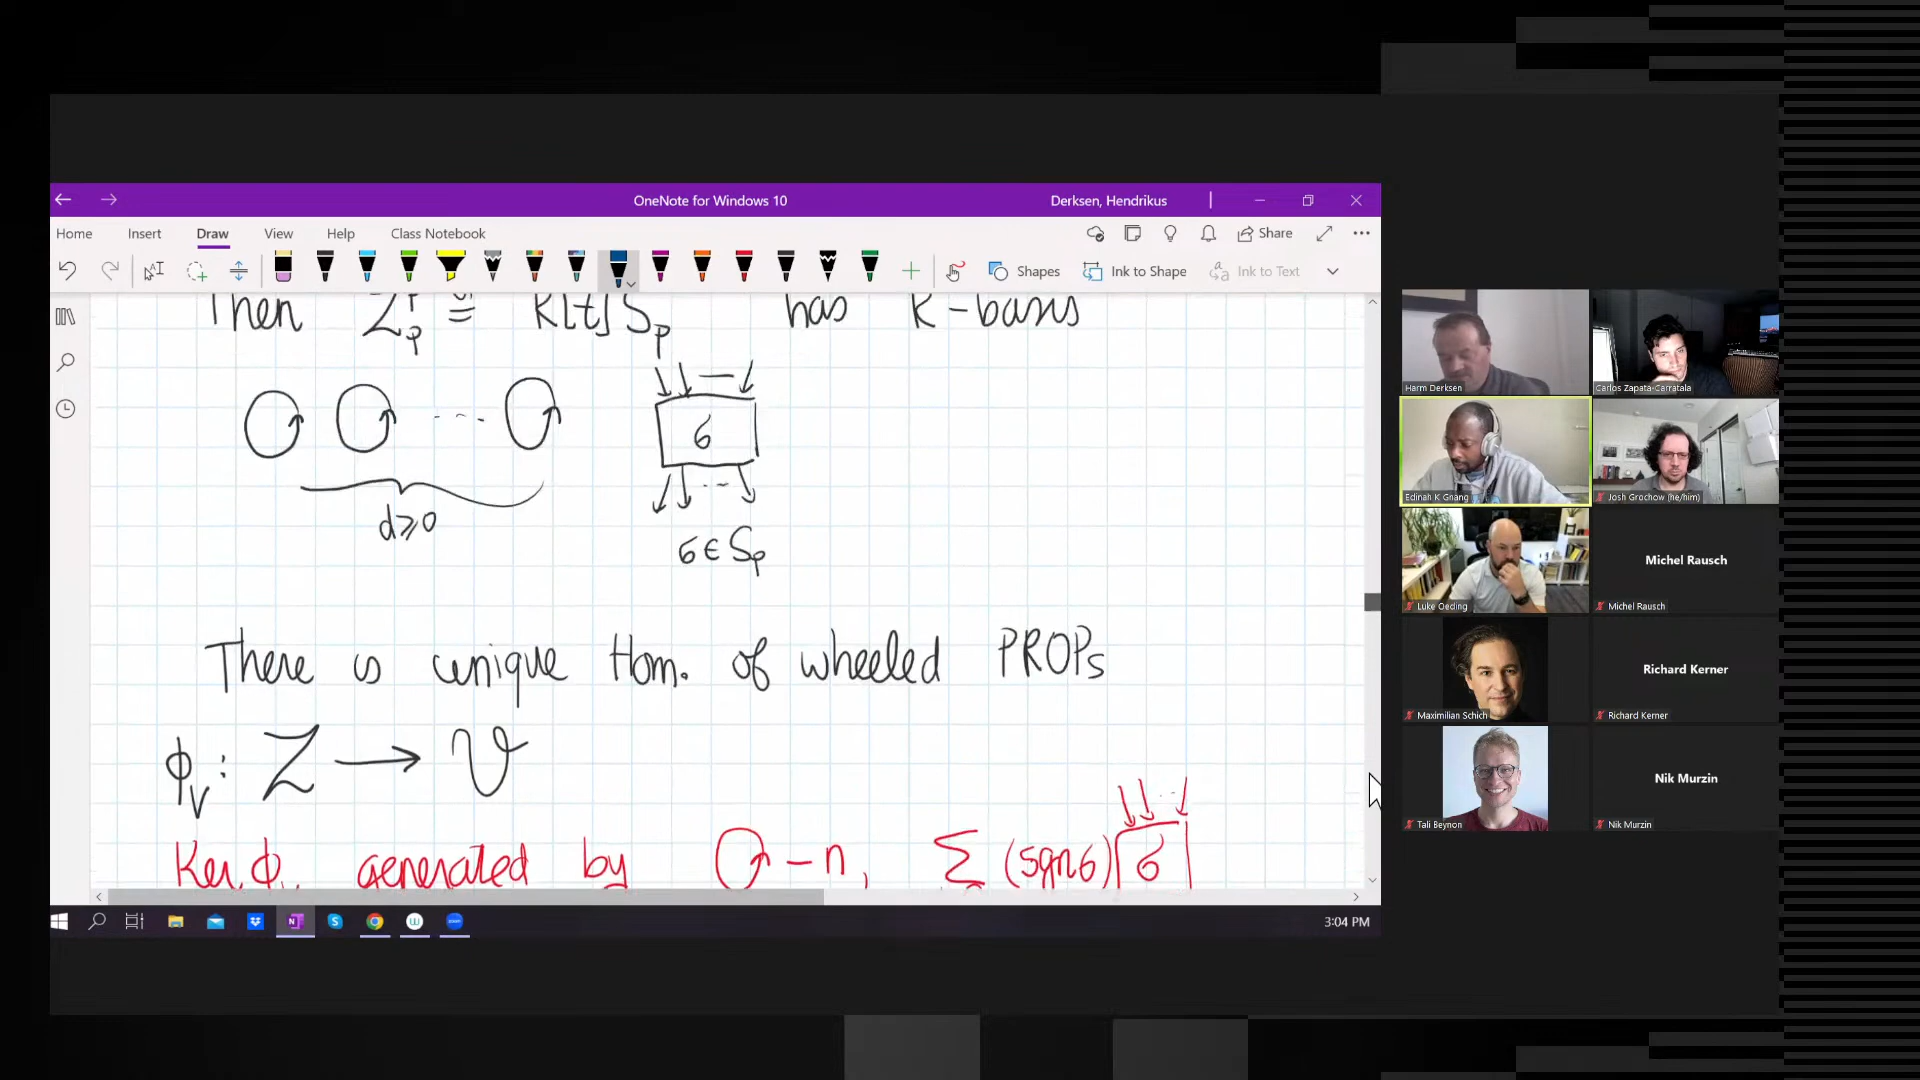 OneNote for Windows 10
Derksen, Hendrikus
Home Insert Draw View Help Class Notebook
Share
Shapes Ink to Shape Ink to Text
Then Z_p^p ≅ K[t]S_p has K-basis
σ
d≥0
σ∈S_p
There is unique Hom. of wheeled PROPs
ϕ_V: Z → V
Ker ϕ generated by – n, Σ (sgn σ) σ
3:04 PM
Harm Derksen
Carlos Zapata-Carratala
Edinah K Gnang
Josh Grochow (he/him)
Luke Oeding
Michel Rausch
Michel Rausch
Maximilian Schich
Richard Kerner
Richard Kerner
Tali Beynon
Nik Murzin
Nik Murzin